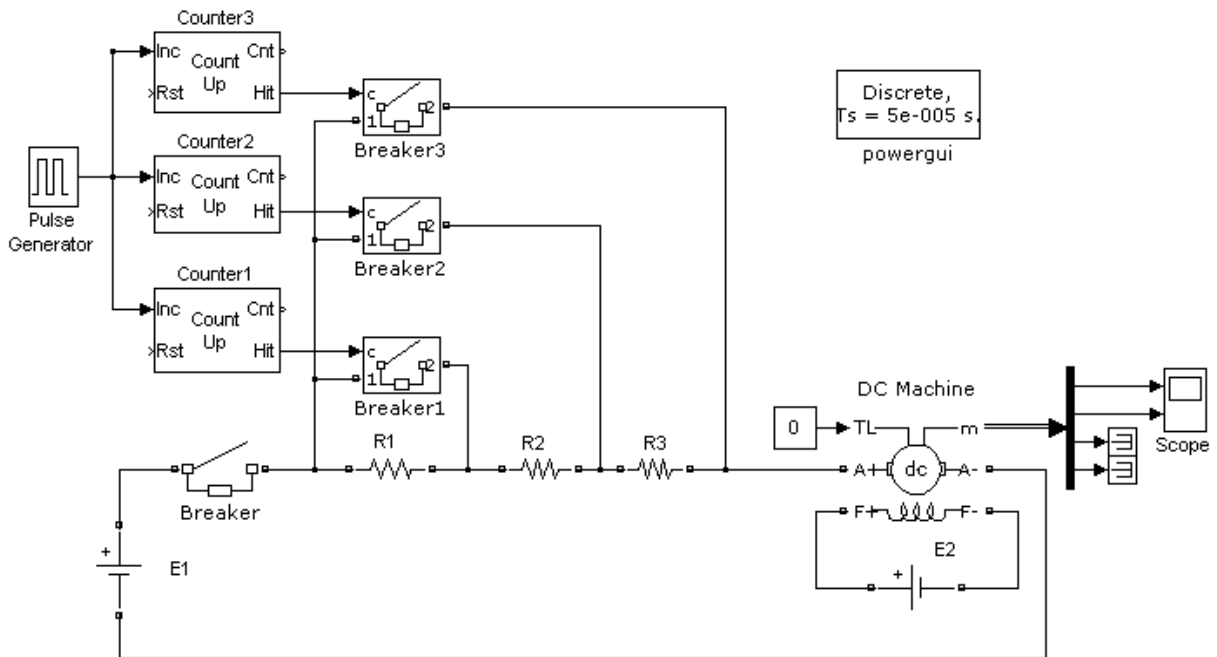 Counter3
Inc Cnt
Count
Up
Rst Hit
c
1 2
Breaker3
Discrete,
Ts = 5e-005 s.
powergui
Counter2
Inc Cnt
Count
Up
Rst Hit
c
1 2
Breaker2
Pulse
Generator
Counter1
Inc Cnt
Count
Up
Rst Hit
c
1 2
Breaker1
DC Machine
0
TL m
Scope
R1 R2 R3
A+ dc A-
Breaker
F+ F-
E2
+
+
E1